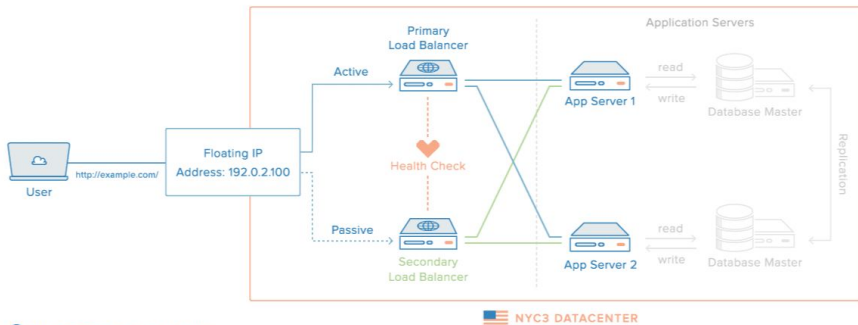 Application Servers
Primary
Load Balancer
Active
read
write
App Server 1
Database Master
Floating IP
Address: 192.0.2.100
http://example.com/
User
Health Check
Replication
Passive
read
write
Secondary
Load Balancer
App Server 2
Database Master
NYC3 DATACENTER